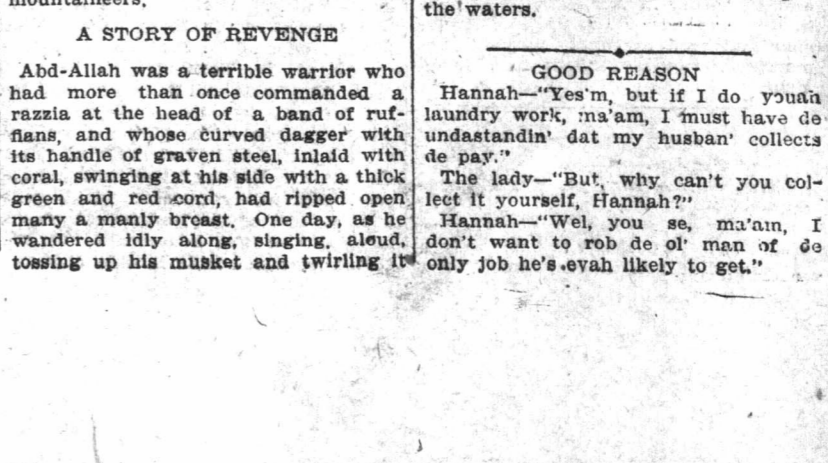 mountaineers.
A STORY OF REVENGE
Abd-Allah was a terrible warrior who
had more than once commanded a
razzia at the head of a band of ruf-
fians, and whose curved dagger with
its handle of graven steel, inlaid with
coral, swinging at his side with a thick
green and red cord, had ripped open
many a manly breast. One day, as he
wandered idly along, singing, aloud,
tossing up his musket and twirling it
the waters.
GOOD REASON
Hannah—"Yes'm, but if I do youah
laundry work, ma'am, I must have de
undastandin' dat my husban' collects
de pay."
The lady—"But, why can't you col-
lect it yourself, Hannah?"
Hannah—"Wel, you se, ma'am, I
don't want to rob de ol' man of de
only job he's evah likely to get."